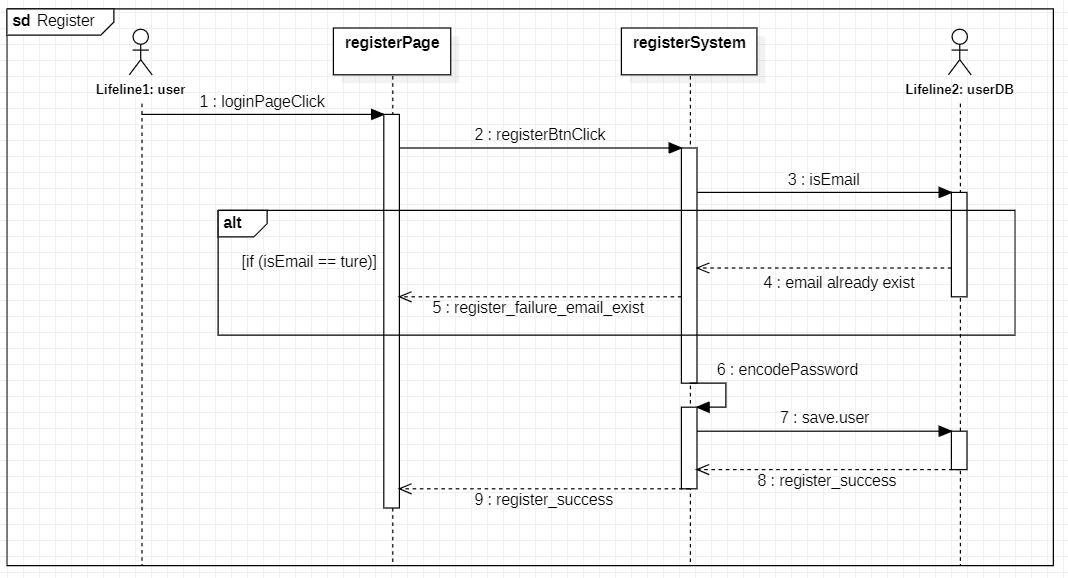 sd Register
registerPage
registerSystem
Lifeline1: user
Lifeline2: userDB
1 : loginPageClick
2 : registerBtnClick
3 : isEmail
alt
[if (isEmail == ture)]
4 : email already exist
5 : register_failure_email_exist
6 : encodePassword
7 : save.user
8 : register_success
9 : register_success